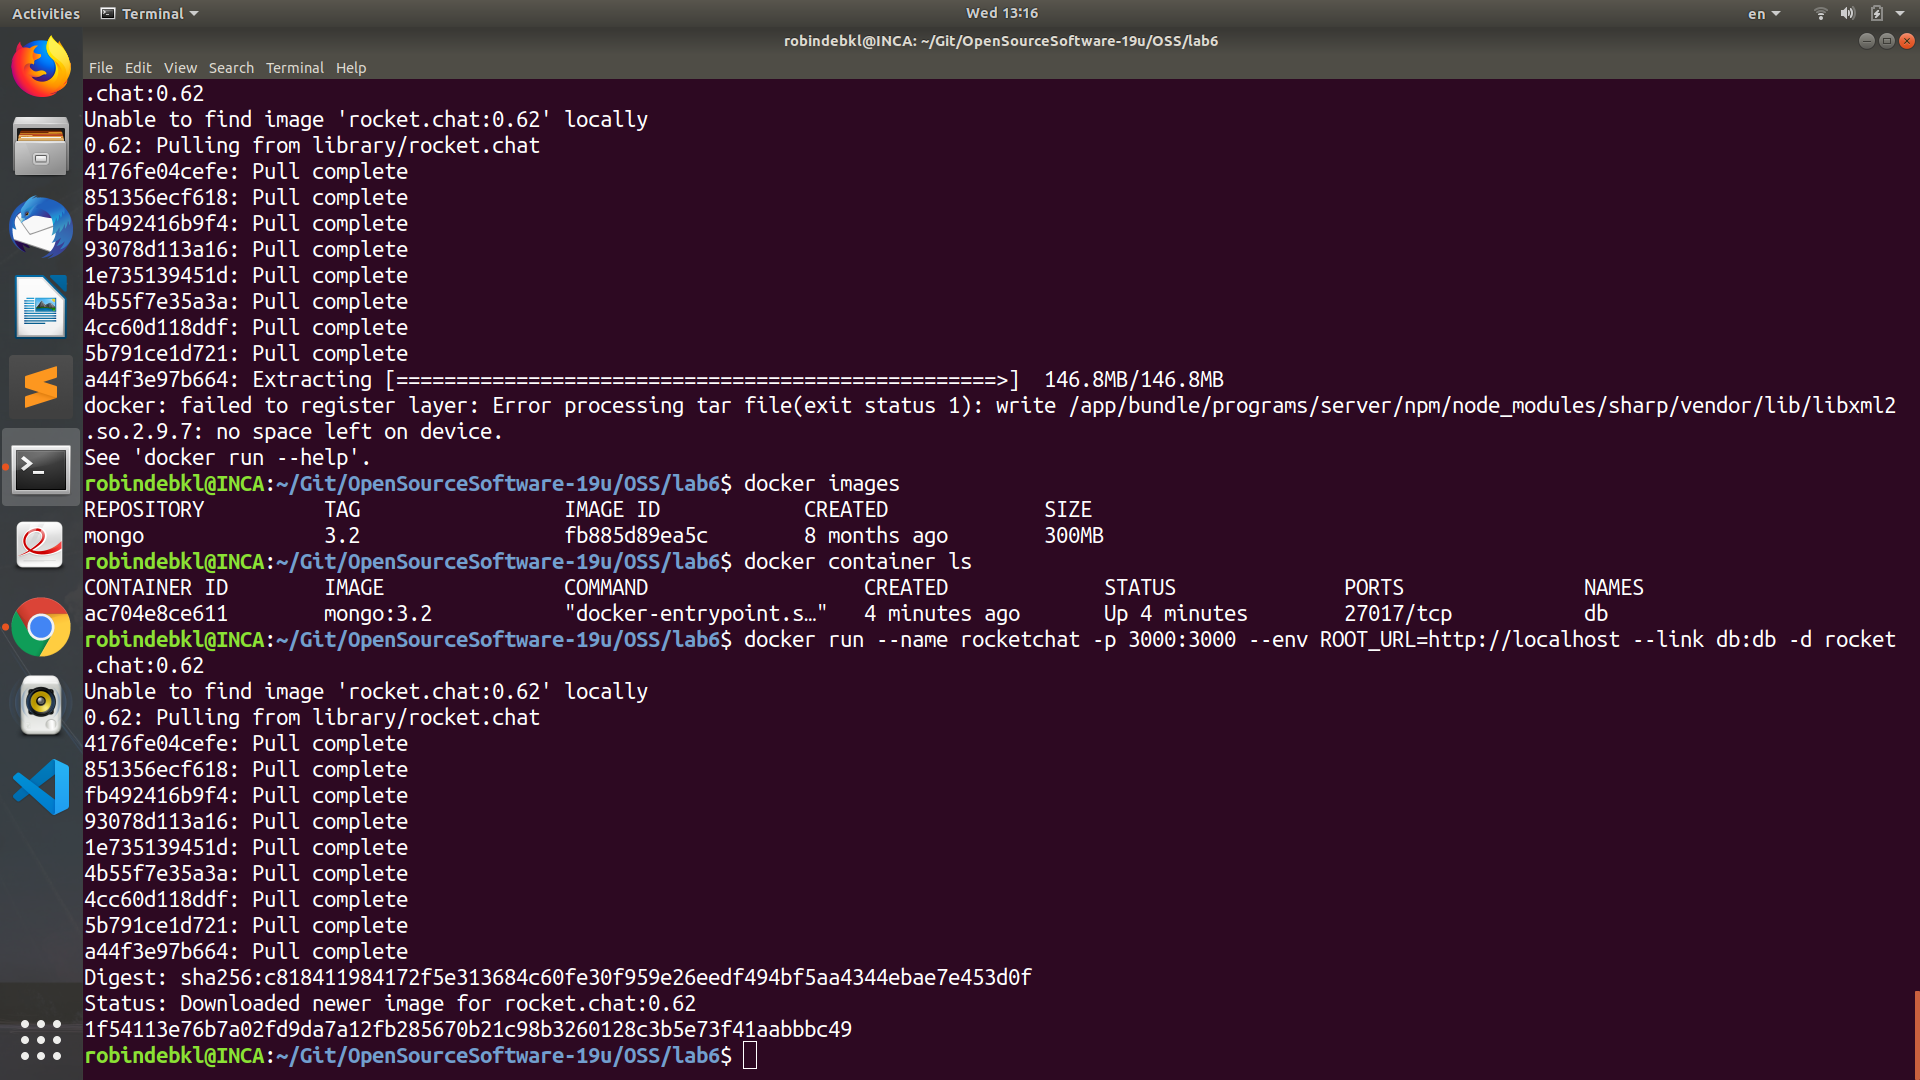 Activities Terminal Wed 13:16 en
robindebkl@INCA: ~/Git/OpenSourceSoftware-19u/OSS/lab6
File Edit View Search Terminal Help
.chat:0.62
Unable to find image 'rocket.chat:0.62' locally
0.62: Pulling from library/rocket.chat
4176fe04cefe: Pull complete
851356ecf618: Pull complete
fb492416b9f4: Pull complete
93078d113a16: Pull complete
1e735139451d: Pull complete
4b55f7e35a3a: Pull complete
4cc60d118ddf: Pull complete
5b791ce1d721: Pull complete
a44f3e97b664: Extracting [==================================================>]  146.8MB/146.8MB
docker: failed to register layer: Error processing tar file(exit status 1): write /app/bundle/programs/server/npm/node_modules/sharp/vendor/lib/libxml2
.so.2.9.7: no space left on device.
See 'docker run --help'.
robindebkl@INCA:~/Git/OpenSourceSoftware-19u/OSS/lab6$ docker images
REPOSITORY          TAG                 IMAGE ID            CREATED             SIZE
mongo               3.2                 fb885d89ea5c        8 months ago        300MB
robindebkl@INCA:~/Git/OpenSourceSoftware-19u/OSS/lab6$ docker container ls
CONTAINER ID        IMAGE               COMMAND                  CREATED             STATUS              PORTS               NAMES
ac704e8ce611        mongo:3.2           "docker-entrypoint.s…"   4 minutes ago       Up 4 minutes        27017/tcp           db
robindebkl@INCA:~/Git/OpenSourceSoftware-19u/OSS/lab6$ docker run --name rocketchat -p 3000:3000 --env ROOT_URL=http://localhost --link db:db -d rocket
.chat:0.62
Unable to find image 'rocket.chat:0.62' locally
0.62: Pulling from library/rocket.chat
4176fe04cefe: Pull complete
851356ecf618: Pull complete
fb492416b9f4: Pull complete
93078d113a16: Pull complete
1e735139451d: Pull complete
4b55f7e35a3a: Pull complete
4cc60d118ddf: Pull complete
5b791ce1d721: Pull complete
a44f3e97b664: Pull complete
Digest: sha256:c818411984172f5e313684c60fe30f959e26eedf494bf5aa4344ebae7e453d0f
Status: Downloaded newer image for rocket.chat:0.62
1f54113e76b7a02fd9da7a12fb285670b21c98b3260128c3b5e73f41aabbbc49
robindebkl@INCA:~/Git/OpenSourceSoftware-19u/OSS/lab6$